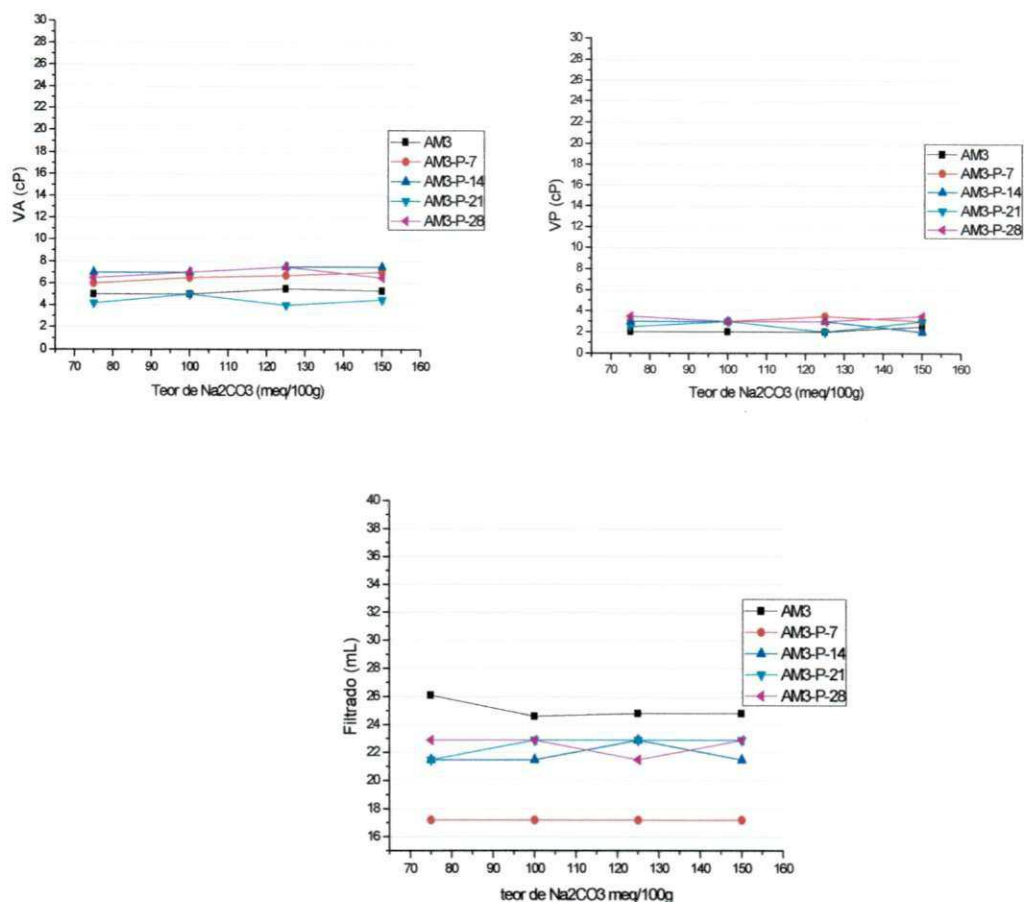 30
28
26
24
22
20
18
16
14
12
10
8
6
4
2
0
VA (cP)
70 80 90 100 110 120 130 140 150 160
Teor de Na2CO3 (meq/100g)
AM3
AM3-P-7
AM3-P-14
AM3-P-21
AM3-P-28
30
28
26
24
22
20
18
16
14
12
10
8
6
4
2
0
VP (cP)
70 80 90 100 110 120 130 140 150 160
Teor de Na2CO3 (meq/100g)
AM3
AM3-P-7
AM3-P-14
AM3-P-21
AM3-P-28
40
38
36
34
32
30
28
26
24
22
20
18
16
Filtrado (mL)
70 80 90 100 110 120 130 140 150 160
teor de Na2CO3 meq/100g
AM3
AM3-P-7
AM3-P-14
AM3-P-21
AM3-P-28